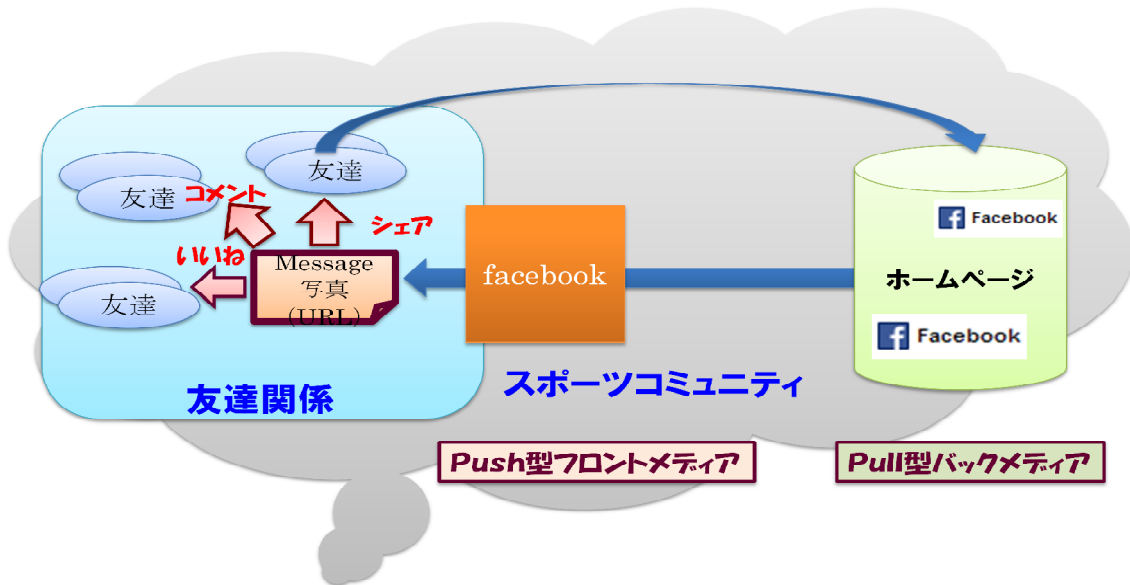 友達
友達
コメント
シェア
いいね
友達
Message
写真
(URL)
友達関係
facebook
スポーツコミュニティ
Facebook
ホームページ
Facebook
Push型フロントメディア
Pull型バックメディア